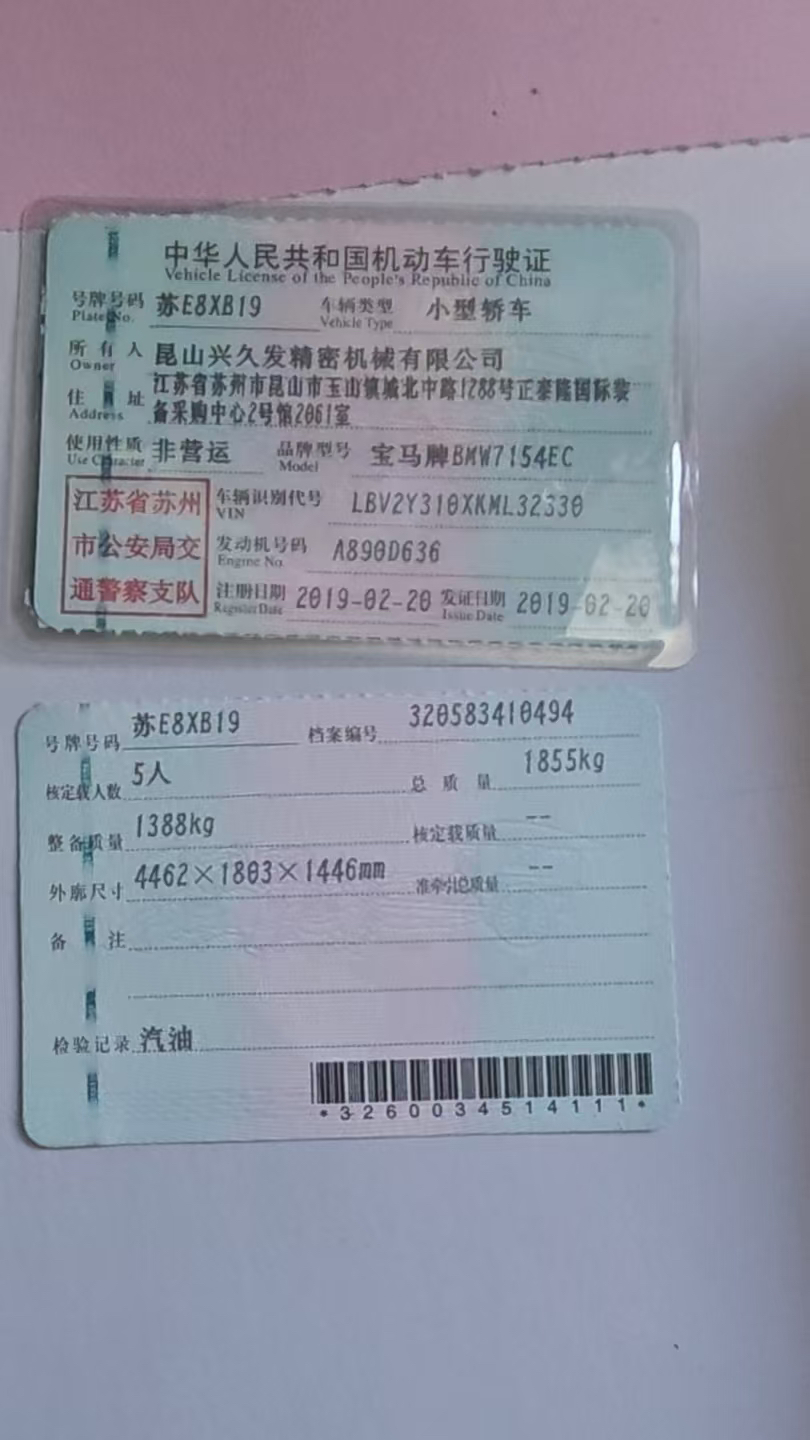 中华人民共和国机动车行驶证
Vehicle License of the People's Republic of China
号牌号码 苏E8XB19 车辆类型 小型轿车
Plate No. Vehicle Type
所有人 昆山兴久发精密机械有限公司
Owner
住址 江苏省苏州市昆山市玉山镇城北中路1288号正泰隆国际装
Address 备采购中心2号馆2061室
使用性质 非营运 品牌型号 宝马牌BMW7154EC
Use Character Model
江苏省苏州
市公安局交
通警察支队
车辆识别代号 LBV2Y310XKML32330
VIN
发动机号码 A890D636
Engine No.
注册日期 2019-02-20 发证日期 2019-02-20
Register Date Issue Date
号牌号码 苏E8XB19 档案编号 320583410494
核定载人数 5人 总质量 1855kg
整备质量 1388kg 核定载质量 --
外廓尺寸 4462×1803×1446mm 准牵引总质量 --
备注
检验记录 汽油
*3260034514111*